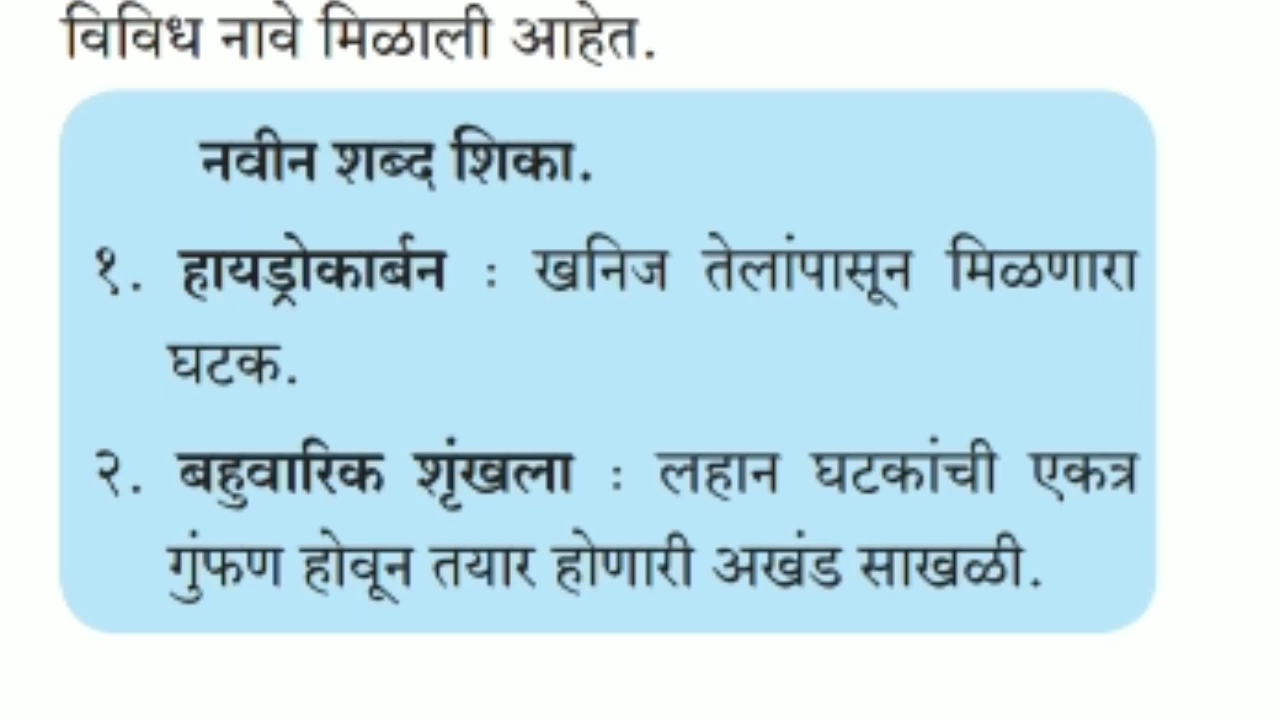 विविध नावे मिळाली आहेत.
नवीन शब्द शिका.
१. हायड्रोकार्बन : खनिज तेलांपासून मिळणारा
घटक.
२. बहुवारिक शृंखला : लहान घटकांची एकत्र
गुंफण होवून तयार होणारी अखंड साखळी.